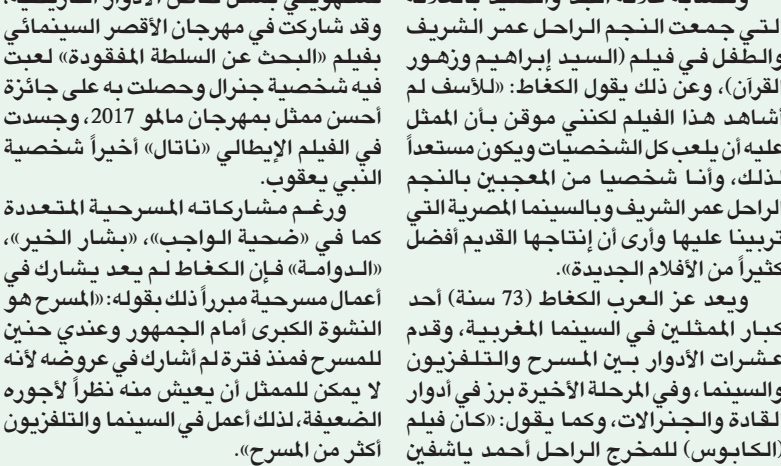 التي جمعت النجم الراحل عمر الشريف
والطفل في فيلم (السيد إبراهيم وزهور
القرآن)، وعن ذلك يقول الكغاط: «للأسف لم
أشاهد هذا الفيلم لكنني موقن بأن الممثل
عليه أن يلعب كل الشخصيات ويكون مستعداً
لذلك، وأنا شخصيا من المعجبين بالنجم
الراحل عمر الشريف وبالسينما المصرية التي
تربينا عليها وأرى أن إنتاجها القديم أفضل
كثيراً من الأفلام الجديدة».
ويعد عز العرب الكغاط (73 سنة) أحد
كبار الممثلين في السينما المغربية، وقدم
عشرات الأدوار بين المسرح والتلفزيون
والسينما، وفي المرحلة الأخيرة برز في أدوار
القادة والجنرالات، وكما يقول: «كان فيلم
(الكابوس) للمخرج الراحل أحمد ياشفين
وقد شاركت في مهرجان الأقصر السينمائي
بفيلم «البحث عن السلطة المفقودة» لعبت
فيه شخصية جنرال وحصلت به على جائزة
أحسن ممثل بمهرجان مالمو 2017، وجسدت
في الفيلم الإيطالي «ناتال» أخيراً شخصية
النبي يعقوب.
ورغم مشاركاته المسرحية المتعددة
كما في «ضحية الواجب»، «بشار الخير»،
«الدوامة» فإن الكغاط لم يعد يشارك في
أعمال مسرحية مبرراً ذلك بقوله: «المسرح هو
النشوة الكبرى أمام الجمهور وعندي حنين
للمسرح فمنذ فترة لم أشارك في عروضه لأنه
لا يمكن للممثل أن يعيش منه نظراً لأجوره
الضعيفة، لذلك أعمل في السينما والتلفزيون
أكثر من المسرح».